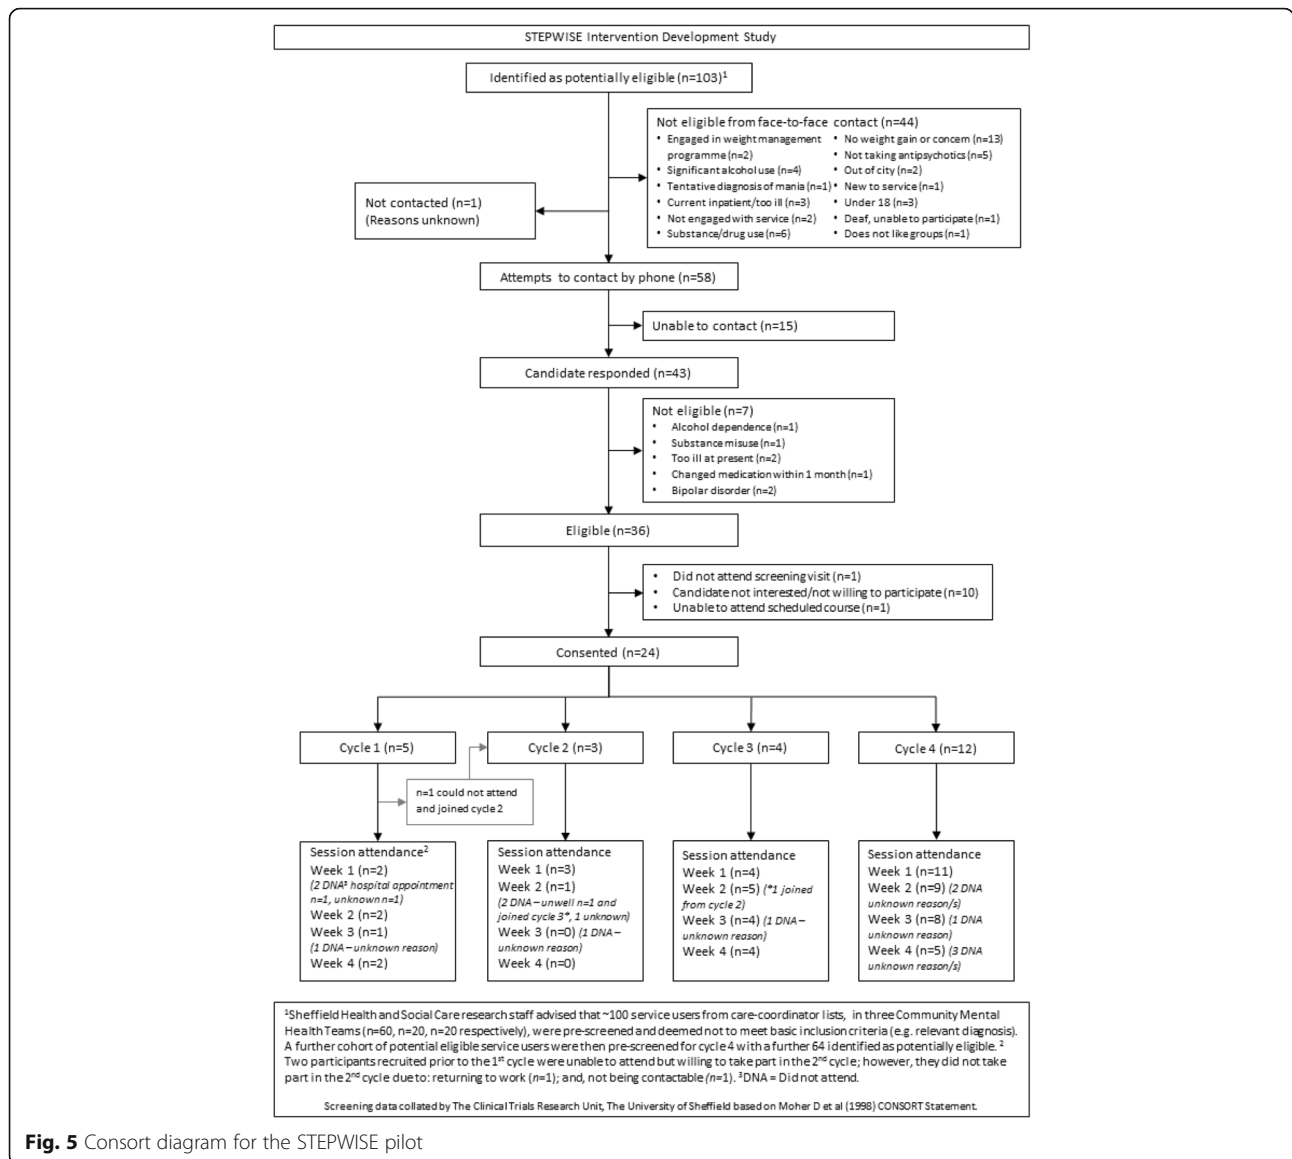 STEPWISE Intervention Development Study
Identified as potentially eligible (n=103)¹
Not eligible from face-to-face contact (n=44)
• Engaged in weight management
programme (n=2)
• Significant alcohol use (n=4)
• Tentative diagnosis of mania (n=1)
• Current inpatient/too ill (n=3)
• Not engaged with service (n=2)
• Substance/drug use (n=6)
• No weight gain or concern (n=13)
• Not taking antipsychotics (n=5)
• Out of city (n=2)
• New to service (n=1)
• Under 18 (n=3)
• Deaf, unable to participate (n=1)
• Does not like groups (n=1)
Not contacted (n=1)
(Reasons unknown)
Attempts to contact by phone (n=58)
Unable to contact (n=15)
Candidate responded (n=43)
Not eligible (n=7)
• Alcohol dependence (n=1)
• Substance misuse (n=1)
• Too ill at present (n=2)
• Changed medication within 1 month (n=1)
• Bipolar disorder (n=2)
Eligible (n=36)
• Did not attend screening visit (n=1)
• Candidate not interested/not willing to participate (n=10)
• Unable to attend scheduled course (n=1)
Consented (n=24)
Cycle 1 (n=5)
Cycle 2 (n=3)
Cycle 3 (n=4)
Cycle 4 (n=12)
n=1 could not attend
and joined cycle 2
Session attendance²
Week 1 (n=2)
(2 DNA³ hospital appointment
n=1, unknown n=1)
Week 2 (n=2)
Week 3 (n=1)
(1 DNA – unknown reason)
Week 4 (n=2)
Session attendance
Week 1 (n=3)
Week 2 (n=1)
(2 DNA – unwell n=1 and
joined cycle 3*, 1 unknown)
Week 3 (n=0) (1 DNA –
unknown reason)
Week 4 (n=0)
Session attendance
Week 1 (n=4)
Week 2 (n=5) (*1 joined
from cycle 2)
Week 3 (n=4) (1 DNA –
unknown reason)
Week 4 (n=4)
Session attendance
Week 1 (n=11)
Week 2 (n=9) (2 DNA
unknown reason/s)
Week 3 (n=8) (1 DNA
unknown reason)
Week 4 (n=5) (3 DNA
unknown reason/s)
¹Sheffield Health and Social Care research staff advised that ~100 service users from care-coordinator lists, in three Community Mental
Health Teams (n=60, n=20, n=20 respectively), were pre-screened and deemed not to meet basic inclusion criteria (e.g. relevant diagnosis).
A further cohort of potential eligible service users were then pre-screened for cycle 4 with a further 64 identified as potentially eligible. ²
Two participants recruited prior to the 1st cycle were unable to attend but willing to take part in the 2nd cycle; however, they did not take
part in the 2nd cycle due to: returning to work (n=1); and, not being contactable (n=1). ³DNA = Did not attend.
Screening data collated by The Clinical Trials Research Unit, The University of Sheffield based on Moher D et al (1998) CONSORT Statement.
Fig. 5 Consort diagram for the STEPWISE pilot